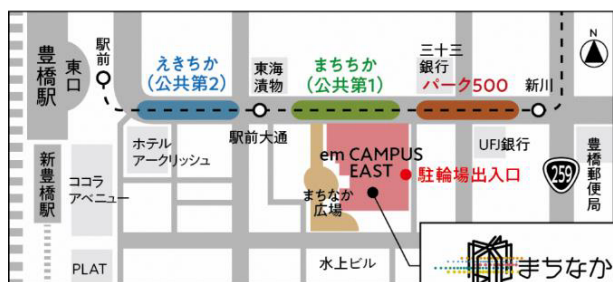 豊橋駅
東口
駅前
えきちか
(公共第2)
東海
漬物
まちちか
(公共第1)
三十三
銀行
パーク500
新川
N
ホテル
アークリッシュ
駅前大通
em CAMPUS
EAST
駐輪場出入口
UFJ銀行
259
豊橋郵便局
新豊橋駅
ココラ
アベニュー
まちなか
広場
PLAT
水上ビル
まちなか